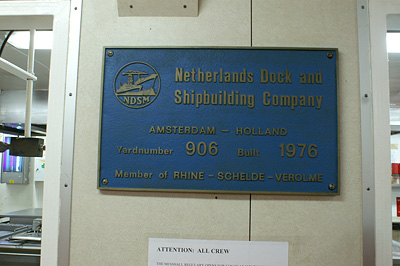 NDSM
Netherlands Dock and
Shipbuilding Company
AMSTERDAM - HOLLAND
Yardnumber 906 Built 1976
Member of RHINE - SCHELDE - VEROLME
ATTENTION: ALL CREW